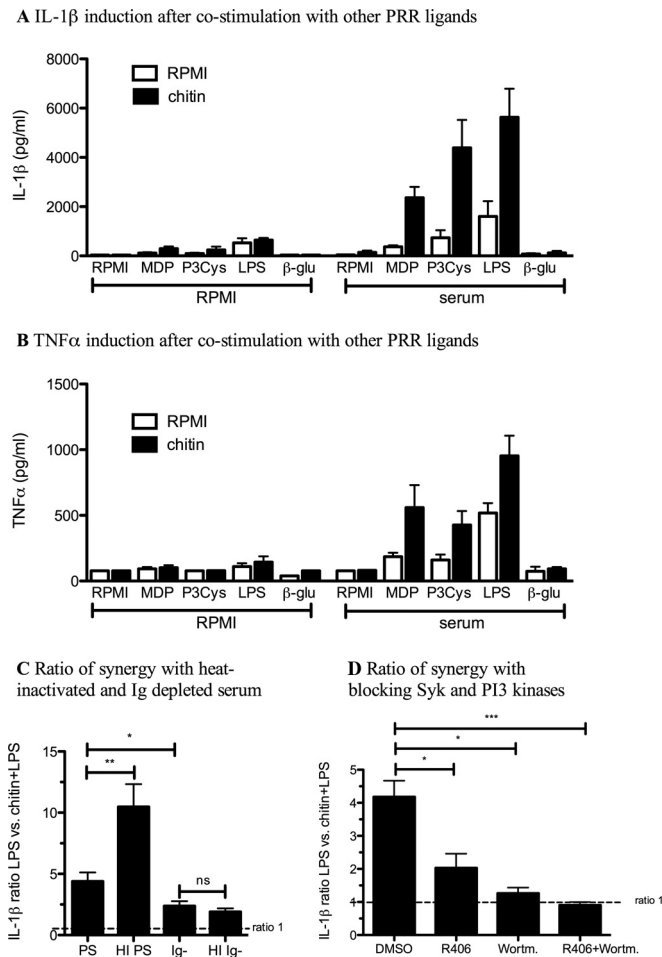 A IL-1β induction after co-stimulation with other PRR ligands
8000
6000
4000
2000
0
IL-1β (pg/ml)
RPMI
chitin
RPMI MDP P3Cys LPS β-glu RPMI MDP P3Cys LPS β-glu
RPMI serum
B TNFα induction after co-stimulation with other PRR ligands
1500
1000
500
0
TNFα (pg/ml)
RPMI
chitin
RPMI MDP P3Cys LPS β-glu RPMI MDP P3Cys LPS β-glu
RPMI serum
C Ratio of synergy with heat-
inactivated and Ig depleted serum
IL-1β ratio LPS vs. chitin+LPS
15
10
5
2.5
0
*
**
ns
ratio 1
PS HI PS Ig- HI Ig-
D Ratio of synergy with
blocking Syk and PI3 kinases
IL-1β ratio LPS vs. chitin+LPS
5
4
3
2
1
0
***
*
*
ratio 1
DMSO R406 Wortm. R406+Wortm.